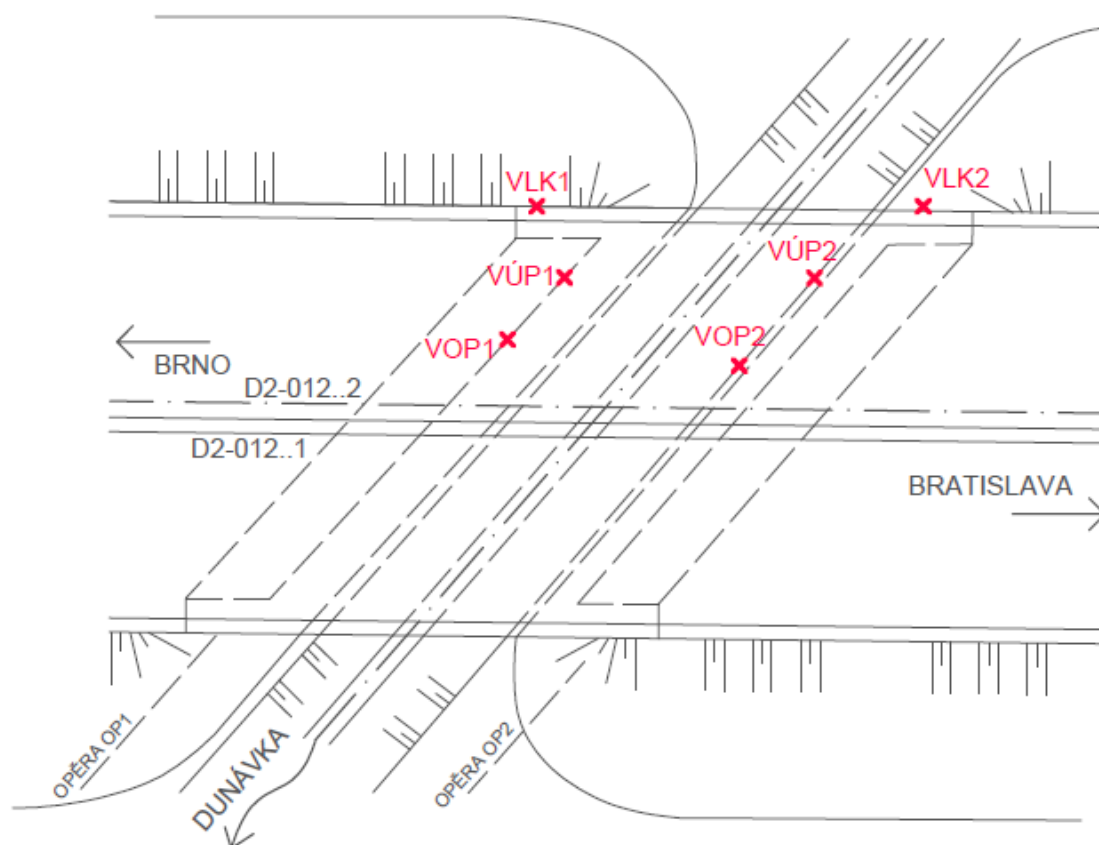 VLK1
VLK2
VÚP1
VÚP2
VOP1
VOP2
BRNO
D2-012..2
D2-012..1
BRATISLAVA
OPĚRA OP1
DUNÁVKA
OPĚRA OP2